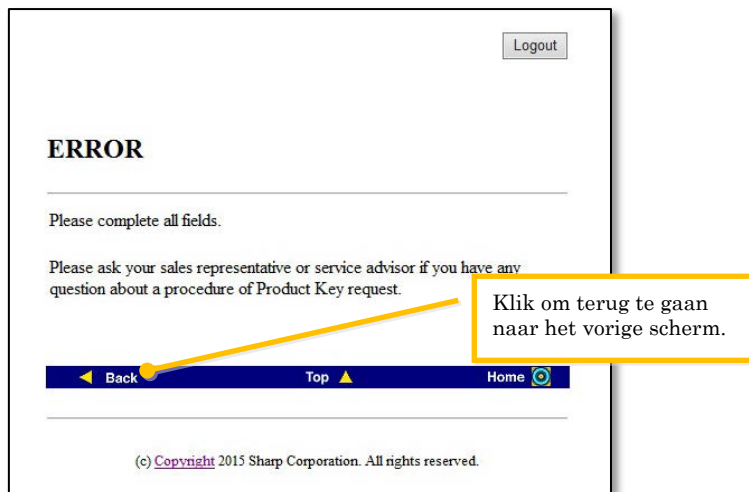 Logout
ERROR
Please complete all fields.
Please ask your sales representative or service advisor if you have any
question about a procedure of Product Key request.
Klik om terug te gaan
naar het vorige scherm.
Back Top Home
(c) Copyright 2015 Sharp Corporation. All rights reserved.